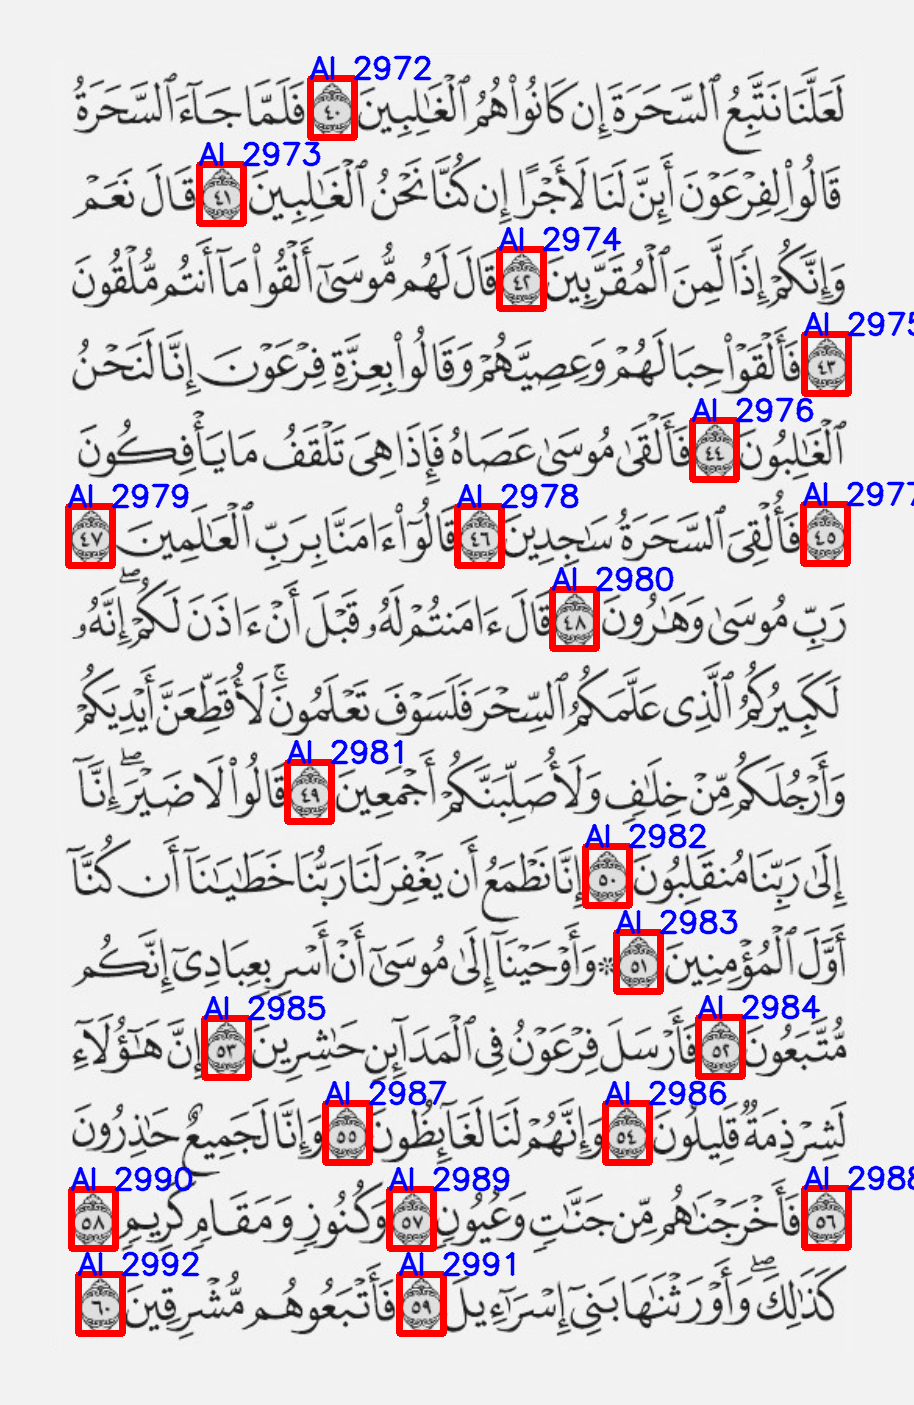 AI 2972
لَعَلَّنَا نَتَّبِعُ ٱلسَّحَرَةَ إِن كَانُوا۟ هُمُ ٱلْغَـٰلِبِينَ ٤٠ فَلَمَّا جَآءَ ٱلسَّحَرَةُ
AI 2973
قَالُوا۟ لِفِرْعَوْنَ أَئِنَّ لَنَا لَأَجْرًا إِن كُنَّا نَحْنُ ٱلْغَـٰلِبِينَ ٤١ قَالَ نَعَمْ
AI 2974
وَإِنَّكُمْ إِذًا لَّمِنَ ٱلْمُقَرَّبِينَ ٤٢ قَالَ لَهُم مُّوسَىٰٓ أَلْقُوا۟ مَآ أَنتُم مُّلْقُونَ
AI 2975
٤٣ فَأَلْقَوْا۟ حِبَالَهُمْ وَعِصِيَّهُمْ وَقَالُوا۟ بِعِزَّةِ فِرْعَوْنَ إِنَّا لَنَحْنُ
AI 2976
ٱلْغَـٰلِبُونَ ٤٤ فَأَلْقَىٰ مُوسَىٰ عَصَاهُ فَإِذَا هِىَ تَلْقَفُ مَا يَأْفِكُونَ
AI 2977 AI 2978 AI 2979
٤٥ فَأُلْقِىَ ٱلسَّحَرَةُ سَـٰجِدِينَ ٤٦ قَالُوٓا۟ ءَامَنَّا بِرَبِّ ٱلْعَـٰلَمِينَ ٤٧
AI 2980
رَبِّ مُوسَىٰ وَهَـٰرُونَ ٤٨ قَالَ ءَامَنتُمْ لَهُۥ قَبْلَ أَنْ ءَاذَنَ لَكُمْ ۖ إِنَّهُۥ
لَكَبِيرُكُمُ ٱلَّذِى عَلَّمَكُمُ ٱلسِّحْرَ فَلَسَوْفَ تَعْلَمُونَ ۚ لَأُقَطِّعَنَّ أَيْدِيَكُمْ
AI 2981
وَأَرْجُلَكُم مِّنْ خِلَـٰفٍ وَلَأُصَلِّبَنَّكُمْ أَجْمَعِينَ ٤٩ قَالُوا۟ لَا ضَيْرَ ۖ إِنَّآ
AI 2982
إِلَىٰ رَبِّنَا مُنقَلِبُونَ ٥٠ إِنَّا نَطْمَعُ أَن يَغْفِرَ لَنَا رَبُّنَا خَطَـٰيَـٰنَآ أَن كُنَّآ
AI 2983
أَوَّلَ ٱلْمُؤْمِنِينَ ٥١ ۞ وَأَوْحَيْنَآ إِلَىٰ مُوسَىٰٓ أَنْ أَسْرِ بِعِبَادِىٓ إِنَّكُم
AI 2984 AI 2985
مُّتَّبَعُونَ ٥٢ فَأَرْسَلَ فِرْعَوْنُ فِى ٱلْمَدَآئِنِ حَـٰشِرِينَ ٥٣ إِنَّ هَـٰٓؤُلَآءِ
AI 2986 AI 2987
لَشِرْذِمَةٌ قَلِيلُونَ ٥٤ وَإِنَّهُمْ لَنَا لَغَآئِظُونَ ٥٥ وَإِنَّا لَجَمِيعٌ حَـٰذِرُونَ
AI 2988 AI 2989 AI 2990
٥٦ فَأَخْرَجْنَـٰهُم مِّن جَنَّـٰتٍ وَعُيُونٍ ٥٧ وَكُنُوزٍ وَمَقَامٍ كَرِيمٍ ٥٨
AI 2991 AI 2992
كَذَٰلِكَ ۖ وَأَوْرَثْنَـٰهَا بَنِىٓ إِسْرَٰٓءِيلَ ٥٩ فَأَتْبَعُوهُم مُّشْرِقِينَ ٦٠